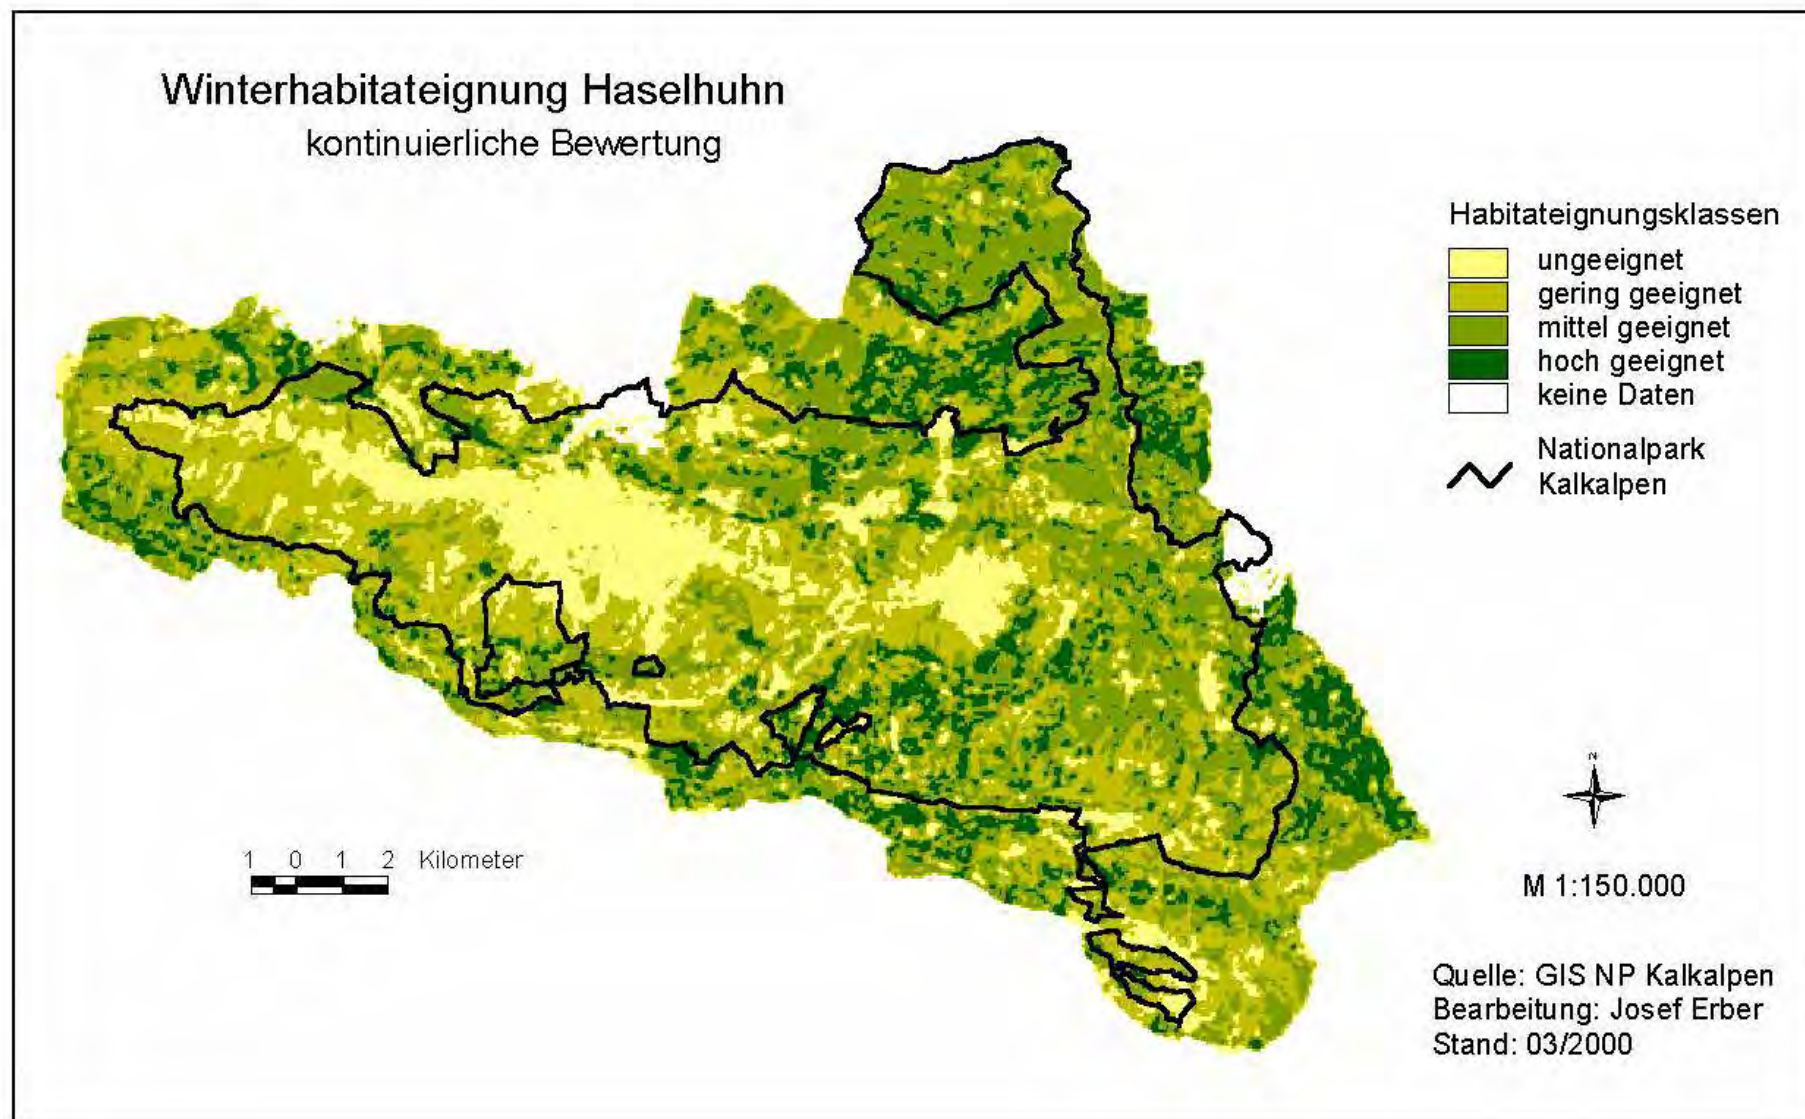 Winterhabitateignung Haselhuhn
kontinuierliche Bewertung
Habitateignungsklassen
ungeeignet
gering geeignet
mittel geeignet
hoch geeignet
keine Daten
Nationalpark
Kalkalpen
1 0 1 2 Kilometer
N
M 1:150.000
Quelle: GIS NP Kalkalpen
Bearbeitung: Josef Erber
Stand: 03/2000